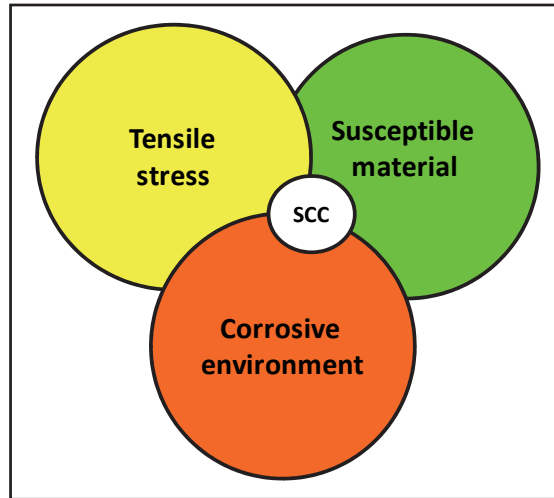 Tensile
stress
Susceptible
material
SCC
Corrosive
environment